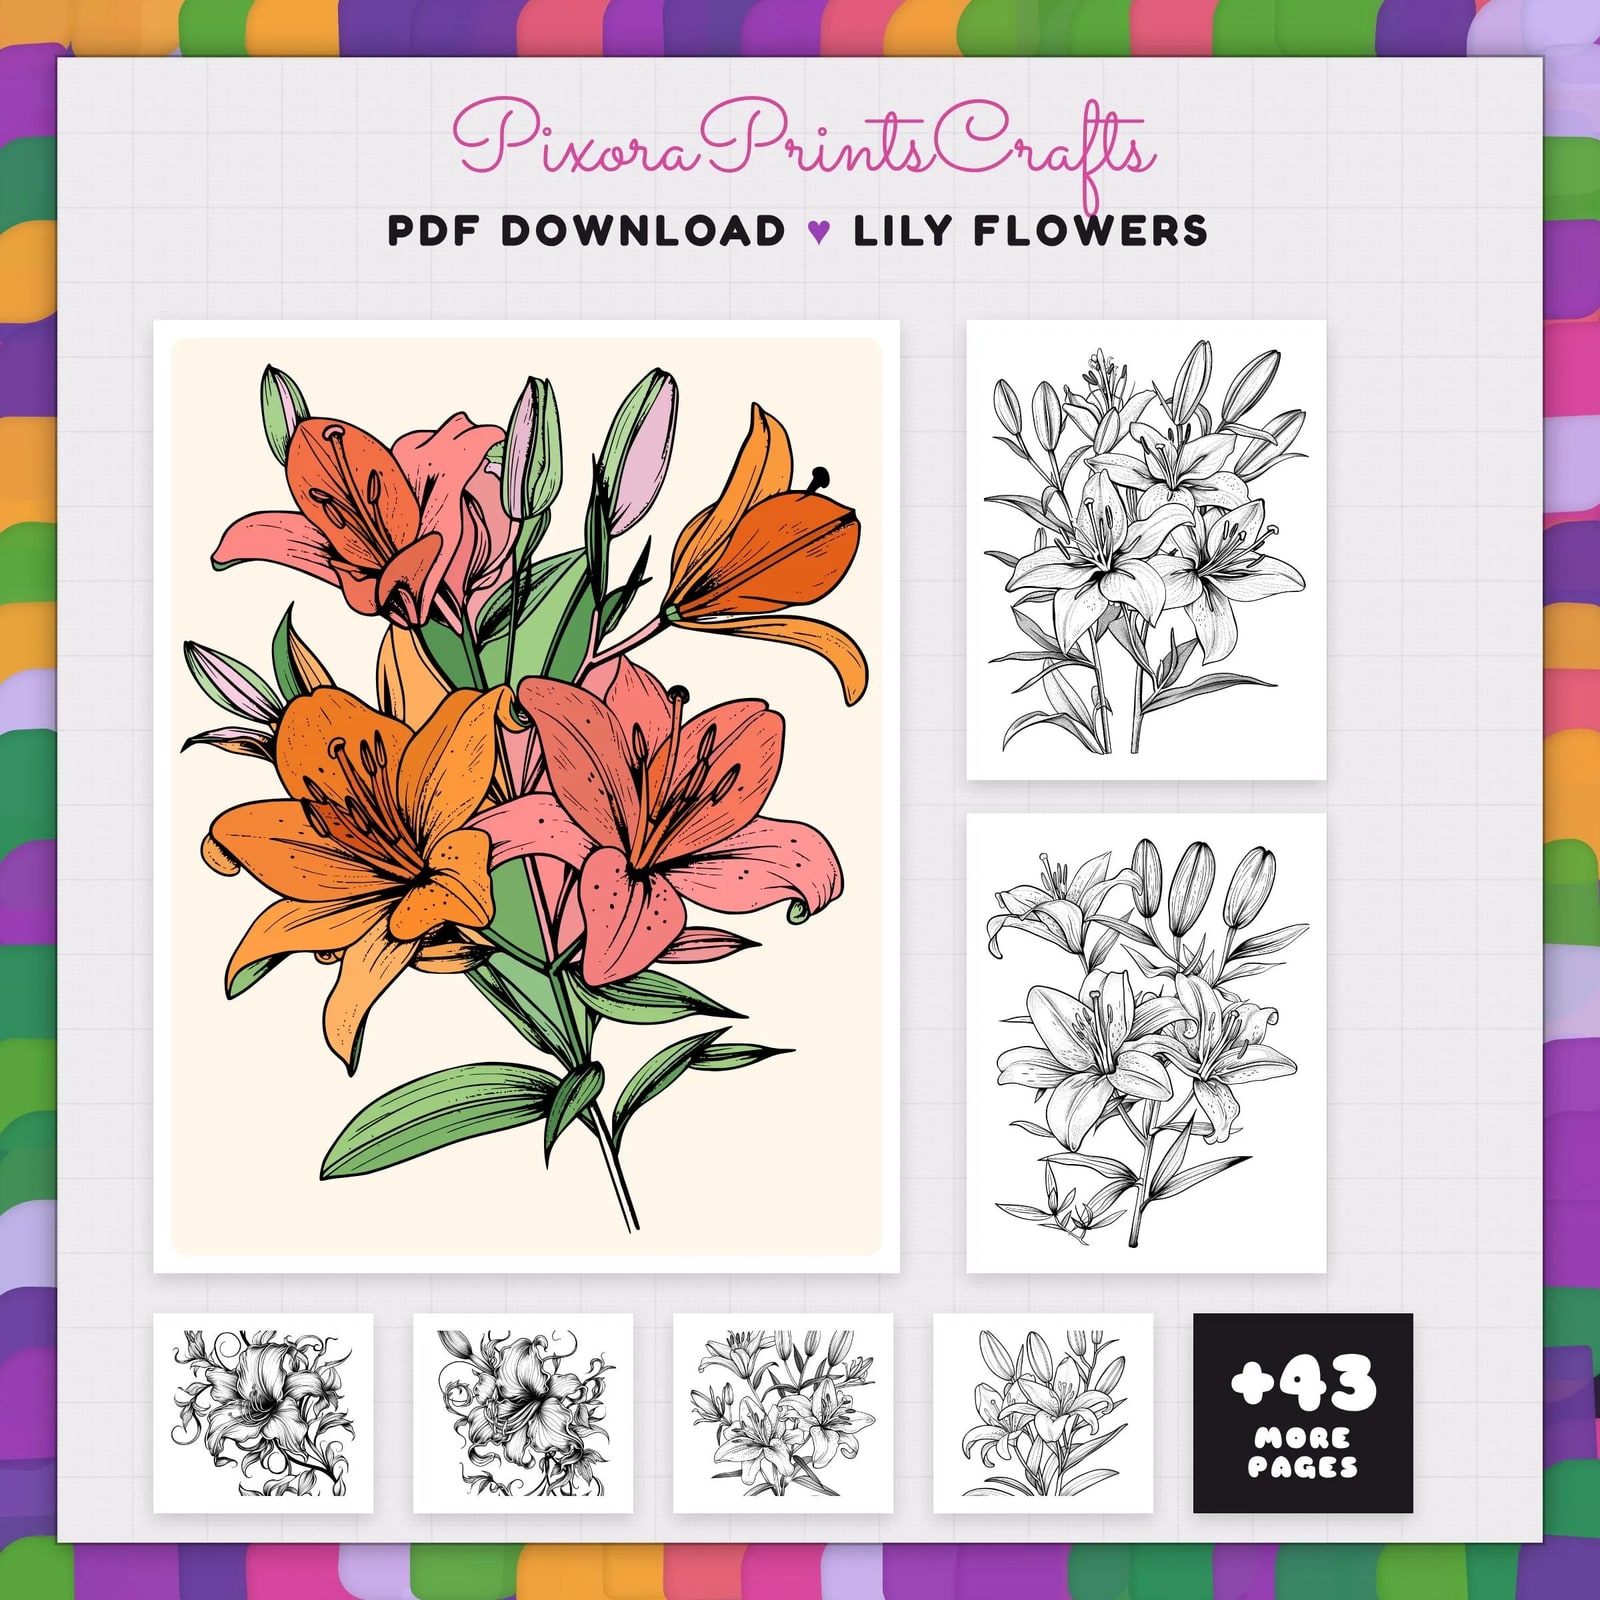 PixoraPrintsCrafts
PDF DOWNLOAD ♥ LILY FLOWERS
+43
MORE
PAGES